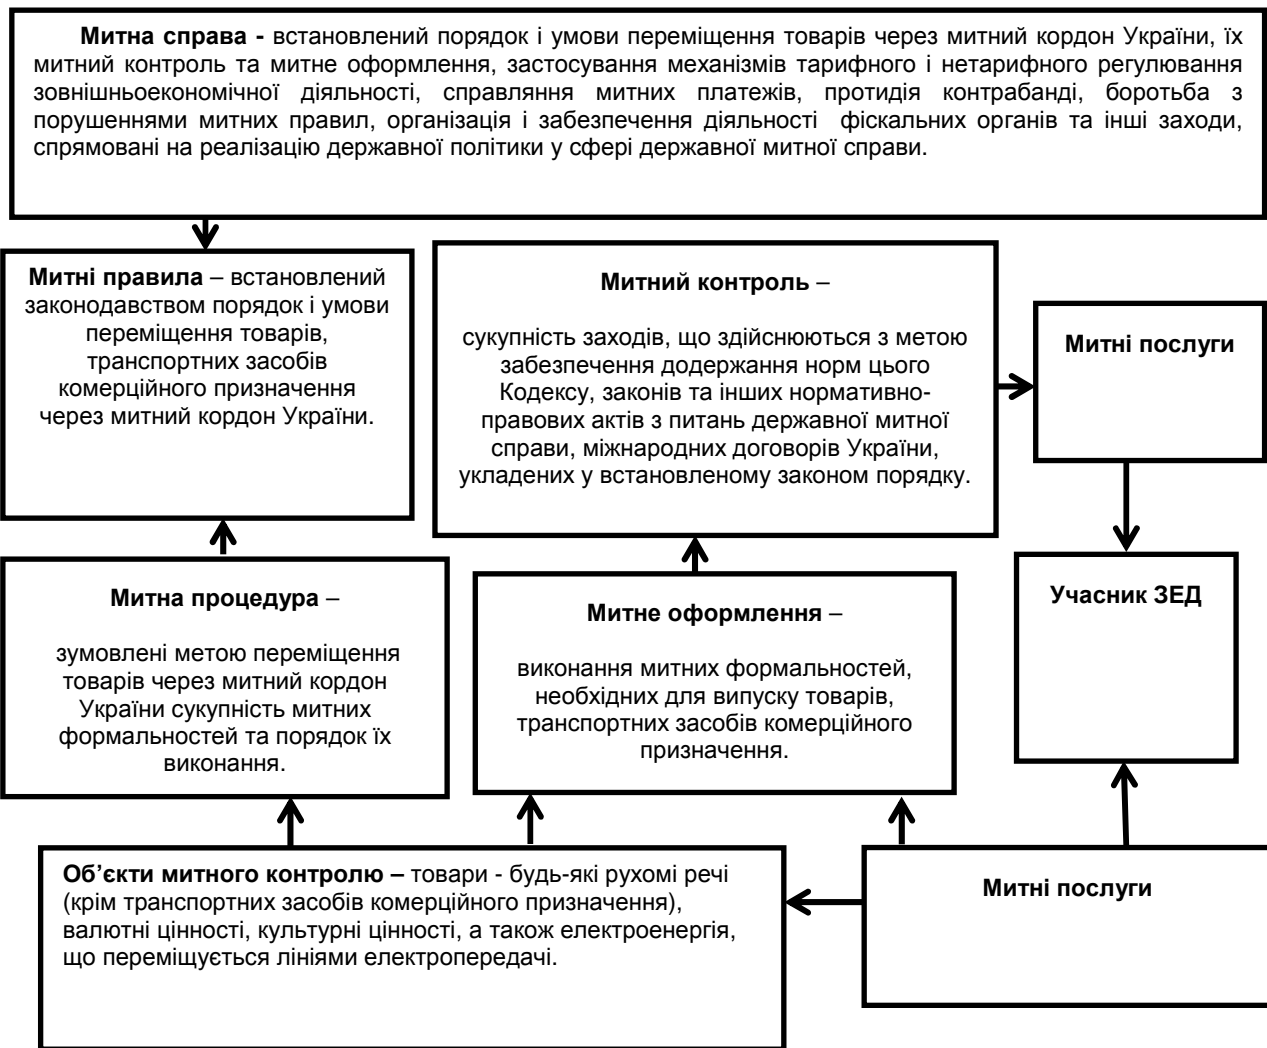 Митна справа - встановлений порядок і умови переміщення товарів через митний кордон України, їх
митний контроль та митне оформлення, застосування механізмів тарифного і нетарифного регулювання
зовнішньоекономічної діяльності, справляння митних платежів, протидія контрабанді, боротьба з
порушеннями митних правил, організація і забезпечення діяльності фіскальних органів та інші заходи,
спрямовані на реалізацію державної політики у сфері державної митної справи.
Митні правила – встановлений
законодавством порядок і умови
переміщення товарів,
транспортних засобів
комерційного призначення
через митний кордон України.
Митний контроль –
сукупність заходів, що здійснюються з метою
забезпечення додержання норм цього
Кодексу, законів та інших нормативно-
правових актів з питань державної митної
справи, міжнародних договорів України,
укладених у встановленому законом порядку.
Митні послуги
Митна процедура –
зумовлені метою переміщення
товарів через митний кордон
України сукупність митних
формальностей та порядок їх
виконання.
Митне оформлення –
виконання митних формальностей,
необхідних для випуску товарів,
транспортних засобів комерційного
призначення.
Учасник ЗЕД
Об’єкти митного контролю – товари - будь-які рухомі речі
(крім транспортних засобів комерційного призначення),
валютні цінності, культурні цінності, а також електроенергія,
що переміщується лініями електропередачі.
Митні послуги